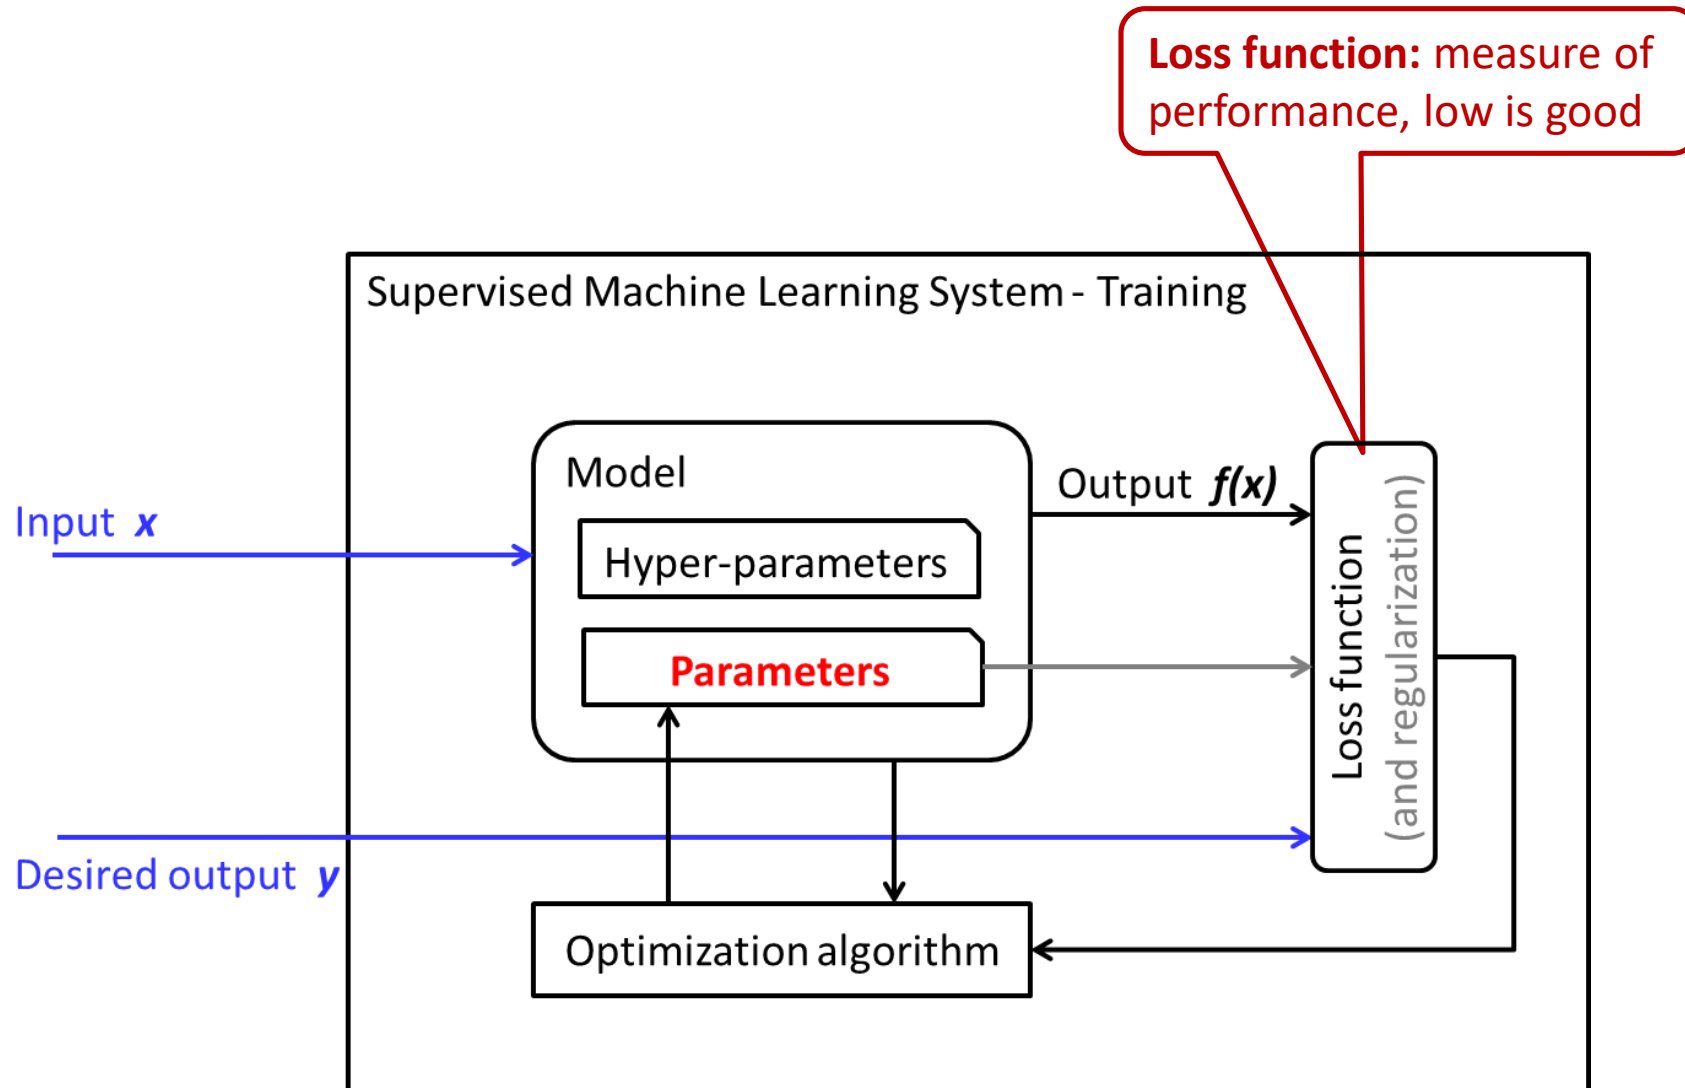 Loss function: measure of
performance, low is good
Supervised Machine Learning System - Training
Model
Output f(x)
Input x
Hyper-parameters
Parameters
Loss function
(and regularization)
Desired output y
Optimization algorithm